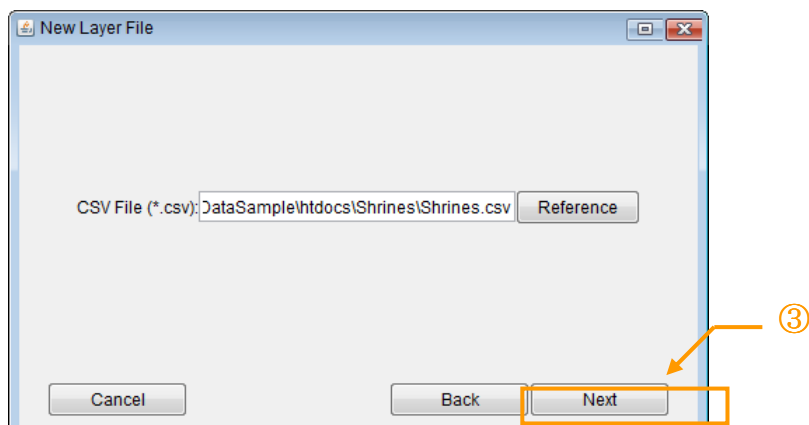 New Layer File
CSV File (*.csv): DataSample\htdocs\Shrines\Shrines.csv Reference
③
Cancel Back Next